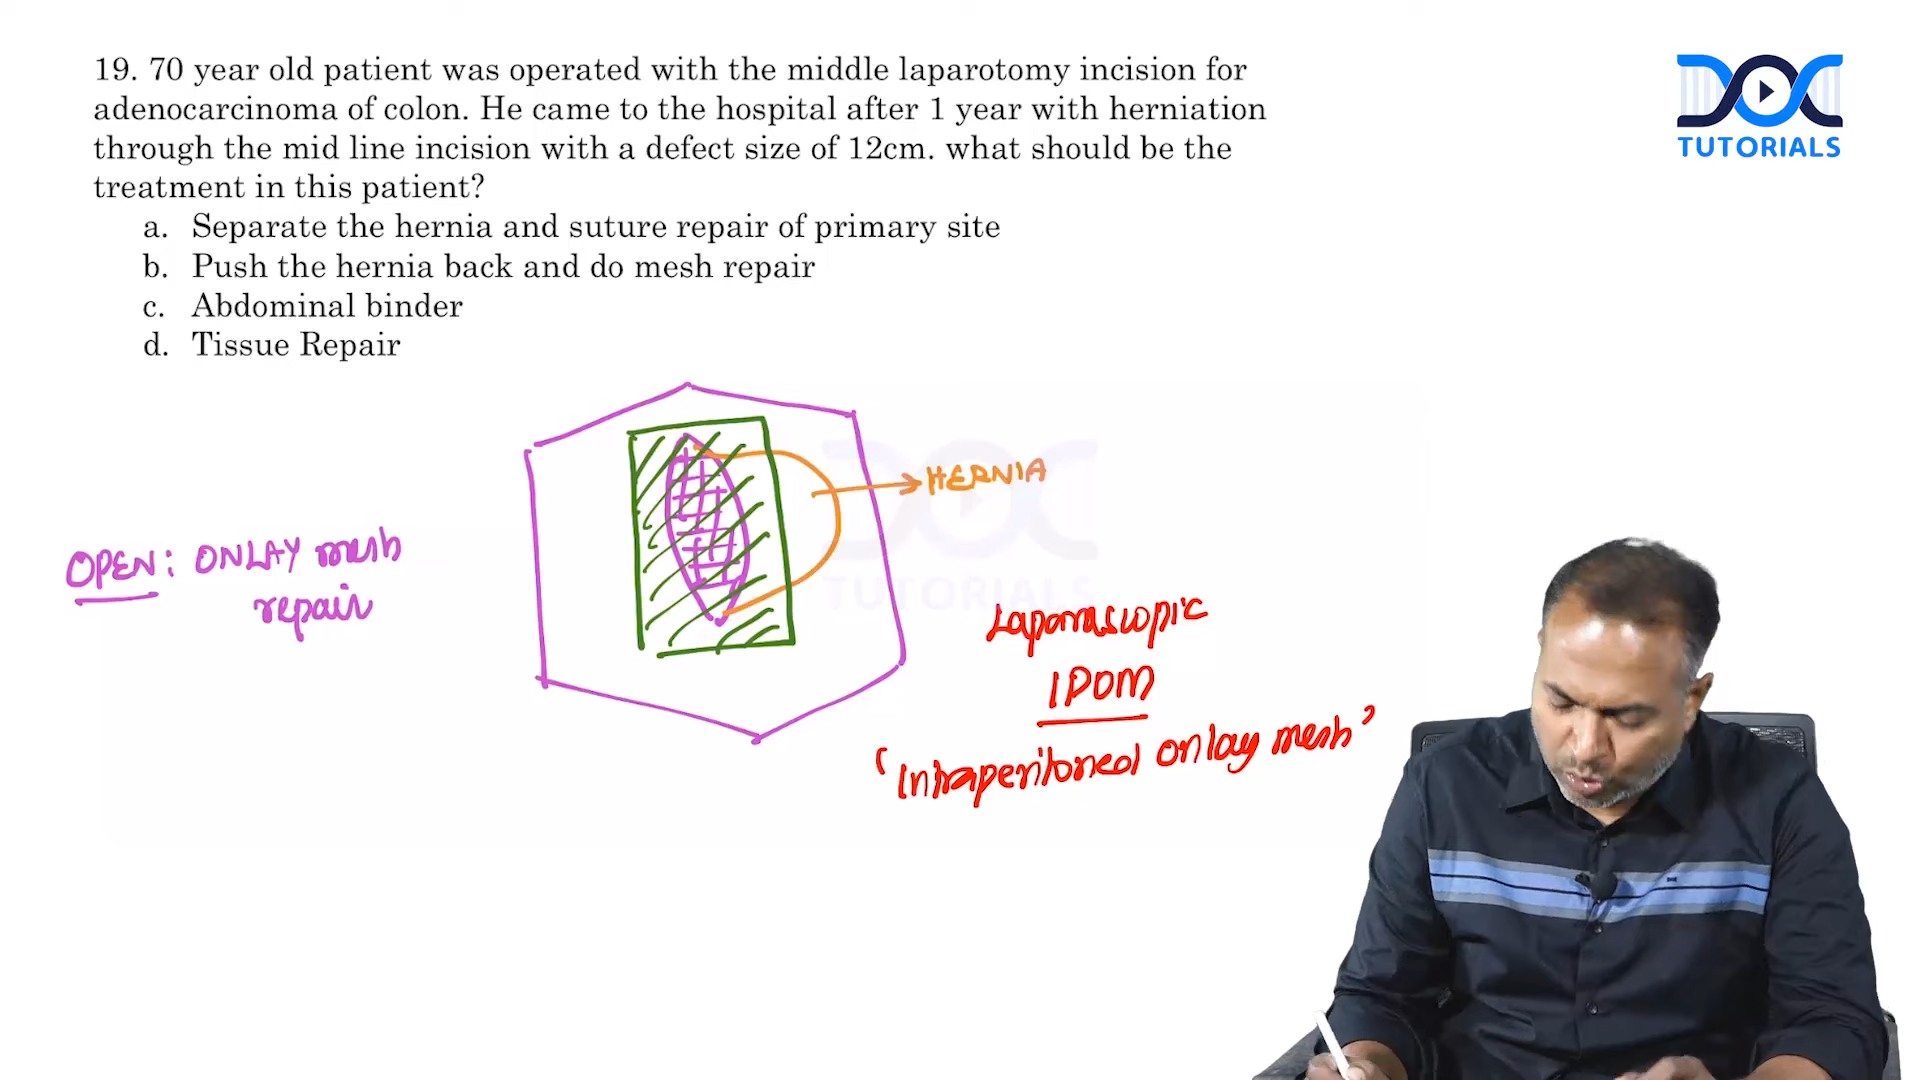 19. 70 year old patient was operated with the middle laparotomy incision for
adenocarcinoma of colon. He came to the hospital after 1 year with herniation
through the mid line incision with a defect size of 12cm. what should be the
treatment in this patient?
a. Separate the hernia and suture repair of primary site
b. Push the hernia back and do mesh repair
c. Abdominal binder
d. Tissue Repair
TUTORIALS
HERNIA
OPEN: ONLAY mesh
repair
TUTORIALS
Laparoscopic
IPOM
'Intraperitoneal onlay mesh'